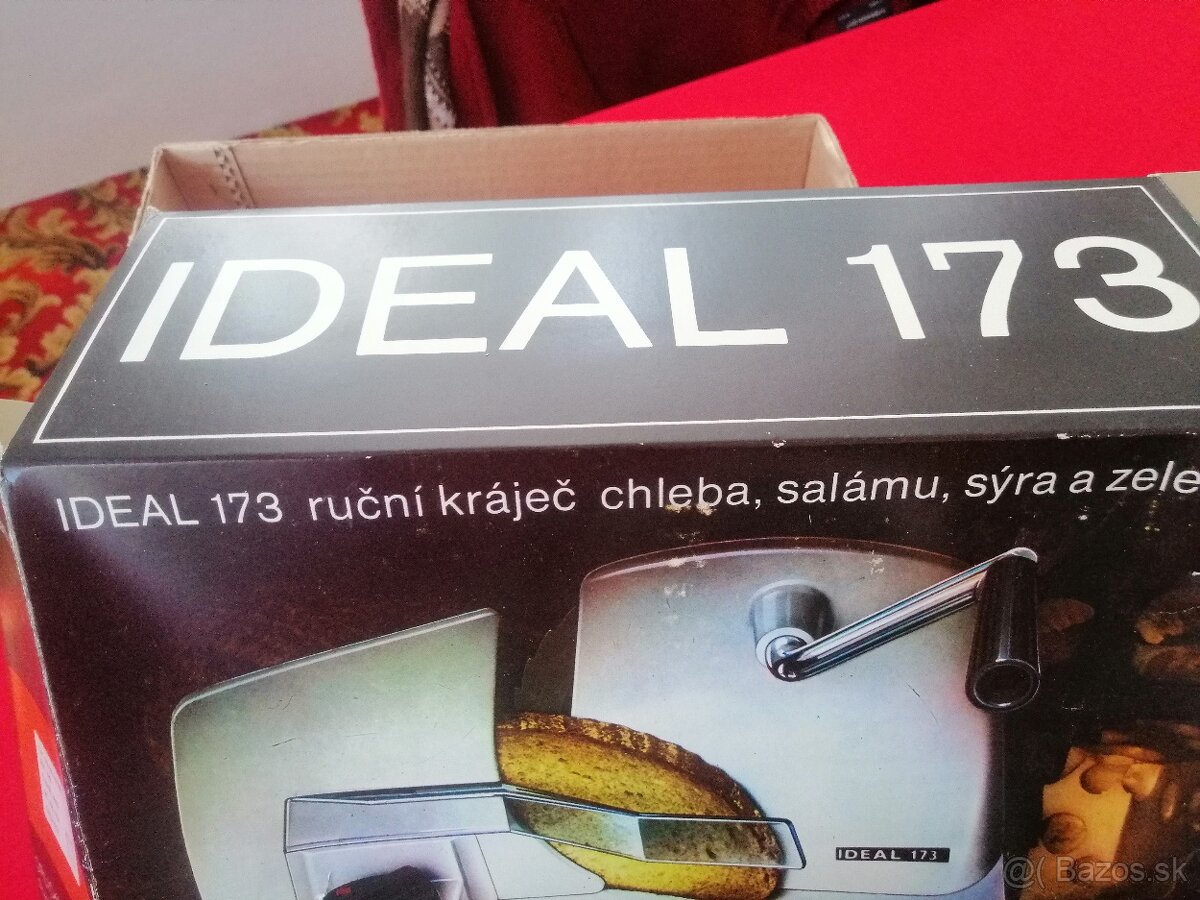 IDEAL 173
IDEAL 173 ruční kráječ chleba, salámu, sýra a zele
IDEAL 173
@( Bazos.sk